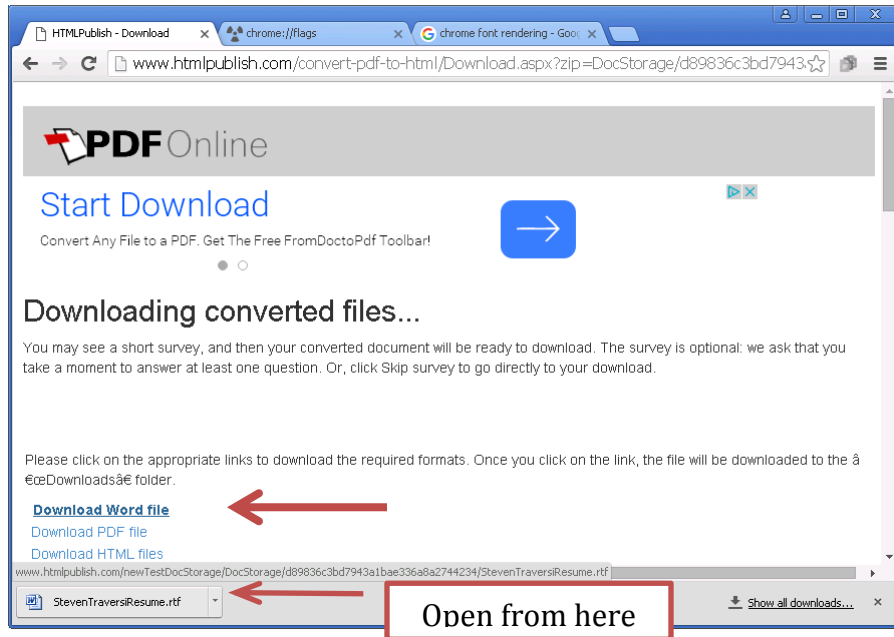 HTMLPublish - Download
chrome://flags
chrome font rendering - Goo
www.htmlpublish.com/convert-pdf-to-html/Download.aspx?zip=DocStorage/d89836c3bd7943
PDF Online
Start Download
Convert Any File to a PDF. Get The Free FromDoctoPdf Toolbar!
Downloading converted files...
You may see a short survey, and then your converted document will be ready to download. The survey is optional: we ask that you
take a moment to answer at least one question. Or, click Skip survey to go directly to your download.
Please click on the appropriate links to download the required formats. Once you click on the link, the file will be downloaded to the â
€œDownloadsâ€ folder.
Download Word file
Download PDF file
Download HTML files
www.htmlpublish.com/newTestDocStorage/DocStorage/d89836c3bd7943a1bae336a8a2744234/StevenTraversiResume.rtf
StevenTraversiResume.rtf
Open from here
Show all downloads...